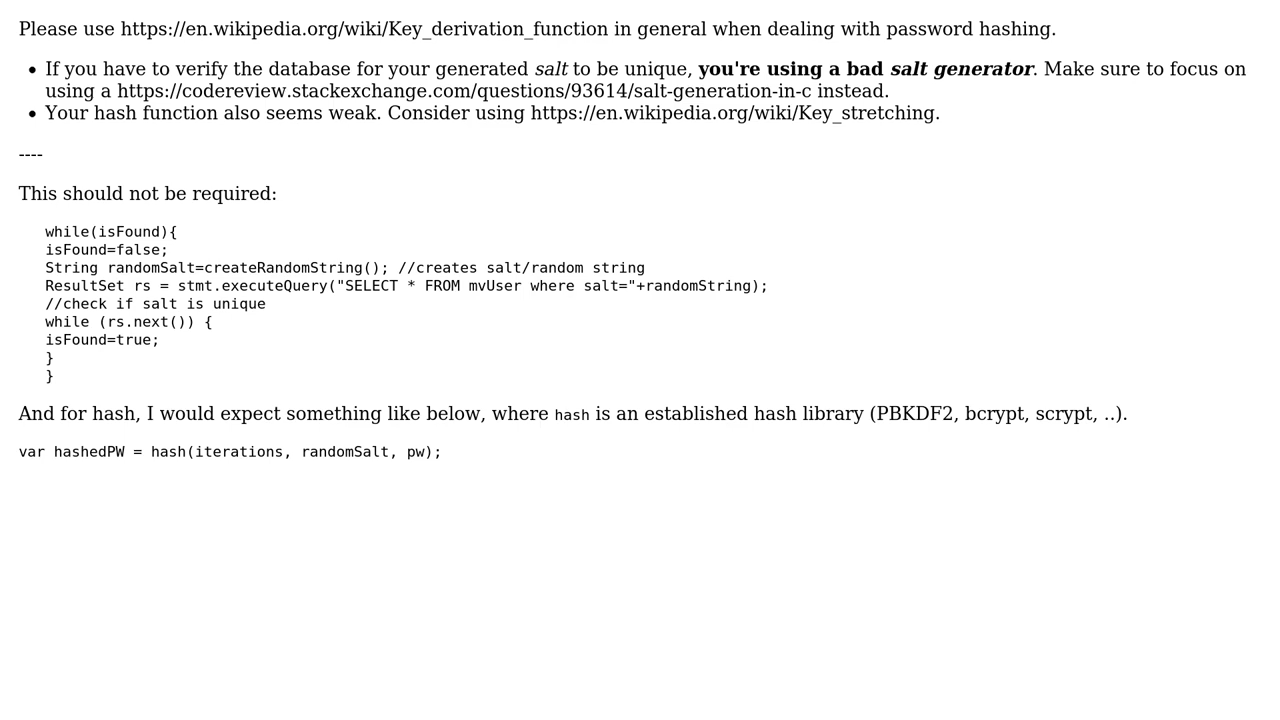 Please use https://en.wikipedia.org/wiki/Key_derivation_function in general when dealing with password hashing.
• If you have to verify the database for your generated salt to be unique, you're using a bad salt generator. Make sure to focus on
using a https://codereview.stackexchange.com/questions/93614/salt-generation-in-c instead.
• Your hash function also seems weak. Consider using https://en.wikipedia.org/wiki/Key_stretching.
----
This should not be required:
while(isFound){
isFound=false;
String randomSalt=createRandomString(); //creates salt/random string
ResultSet rs = stmt.executeQuery("SELECT * FROM mvUser where salt="+randomString);
//check if salt is unique
while (rs.next()) {
isFound=true;
}
}
And for hash, I would expect something like below, where hash is an established hash library (PBKDF2, bcrypt, scrypt, ..).
var hashedPW = hash(iterations, randomSalt, pw);